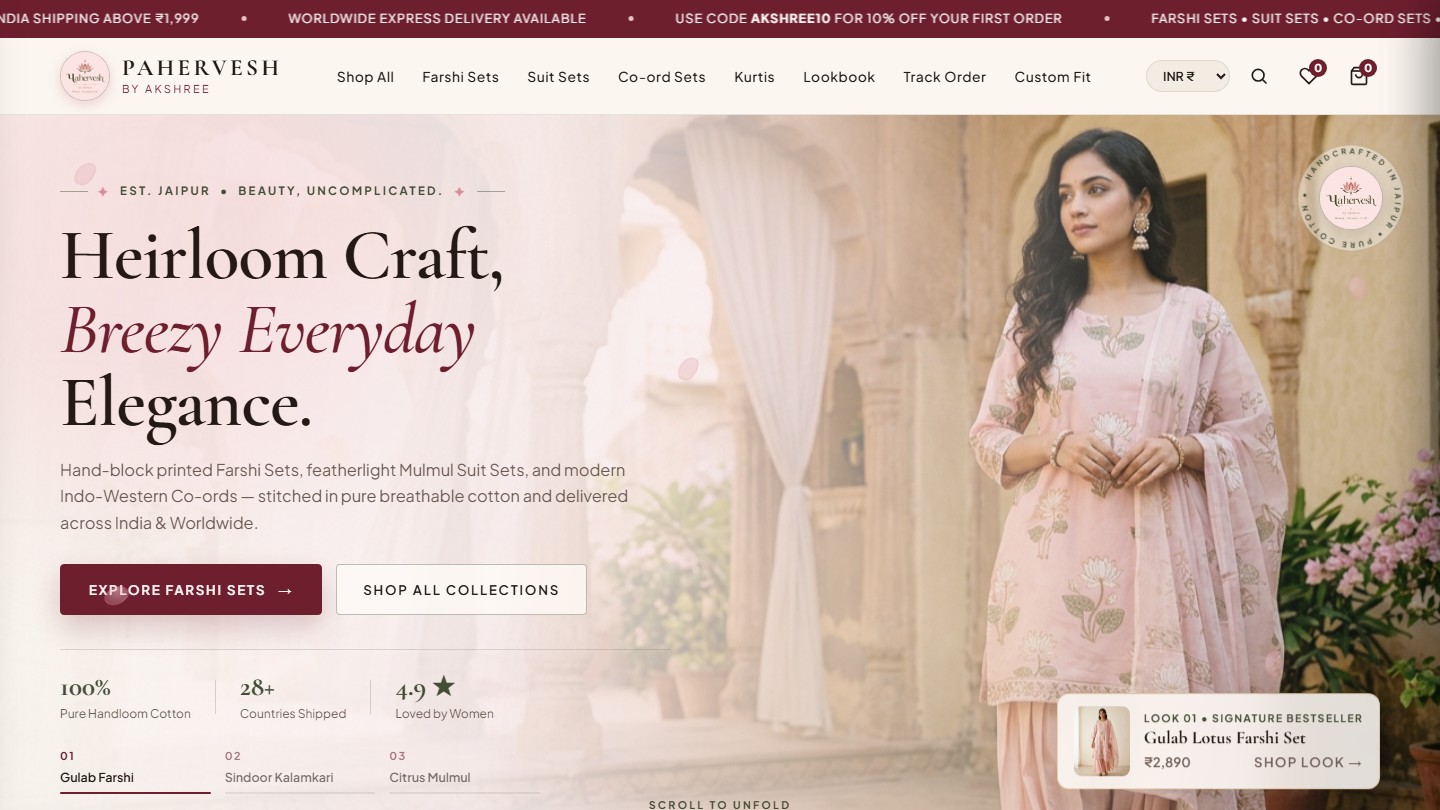 NDIA SHIPPING ABOVE ₹1,999 • WORLDWIDE EXPRESS DELIVERY AVAILABLE • USE CODE AKSHREE10 FOR 10% OFF YOUR FIRST ORDER • FARSHI SETS • SUIT SETS • CO-ORD SETS •
Pahervesh
PAHERVESH
BY AKSHREE
Shop All Farshi Sets Suit Sets Co-ord Sets Kurtis Lookbook Track Order Custom Fit
INR ₹
0
0
HANDCRAFTED IN JAIPUR • PURE COTTON •
Pahervesh
EST. JAIPUR • BEAUTY, UNCOMPLICATED.
Heirloom Craft,
Breezy Everyday
Elegance.
Hand-block printed Farshi Sets, featherlight Mulmul Suit Sets, and modern
Indo-Western Co-ords — stitched in pure breathable cotton and delivered
across India & Worldwide.
EXPLORE FARSHI SETS →
SHOP ALL COLLECTIONS
100% 28+ 4.9 ★
Pure Handloom Cotton Countries Shipped Loved by Women
01 02 03
Gulab Farshi Sindoor Kalamkari Citrus Mulmul
LOOK 01 • SIGNATURE BESTSELLER
Gulab Lotus Farshi Set
₹2,890 SHOP LOOK →
SCROLL TO UNFOLD